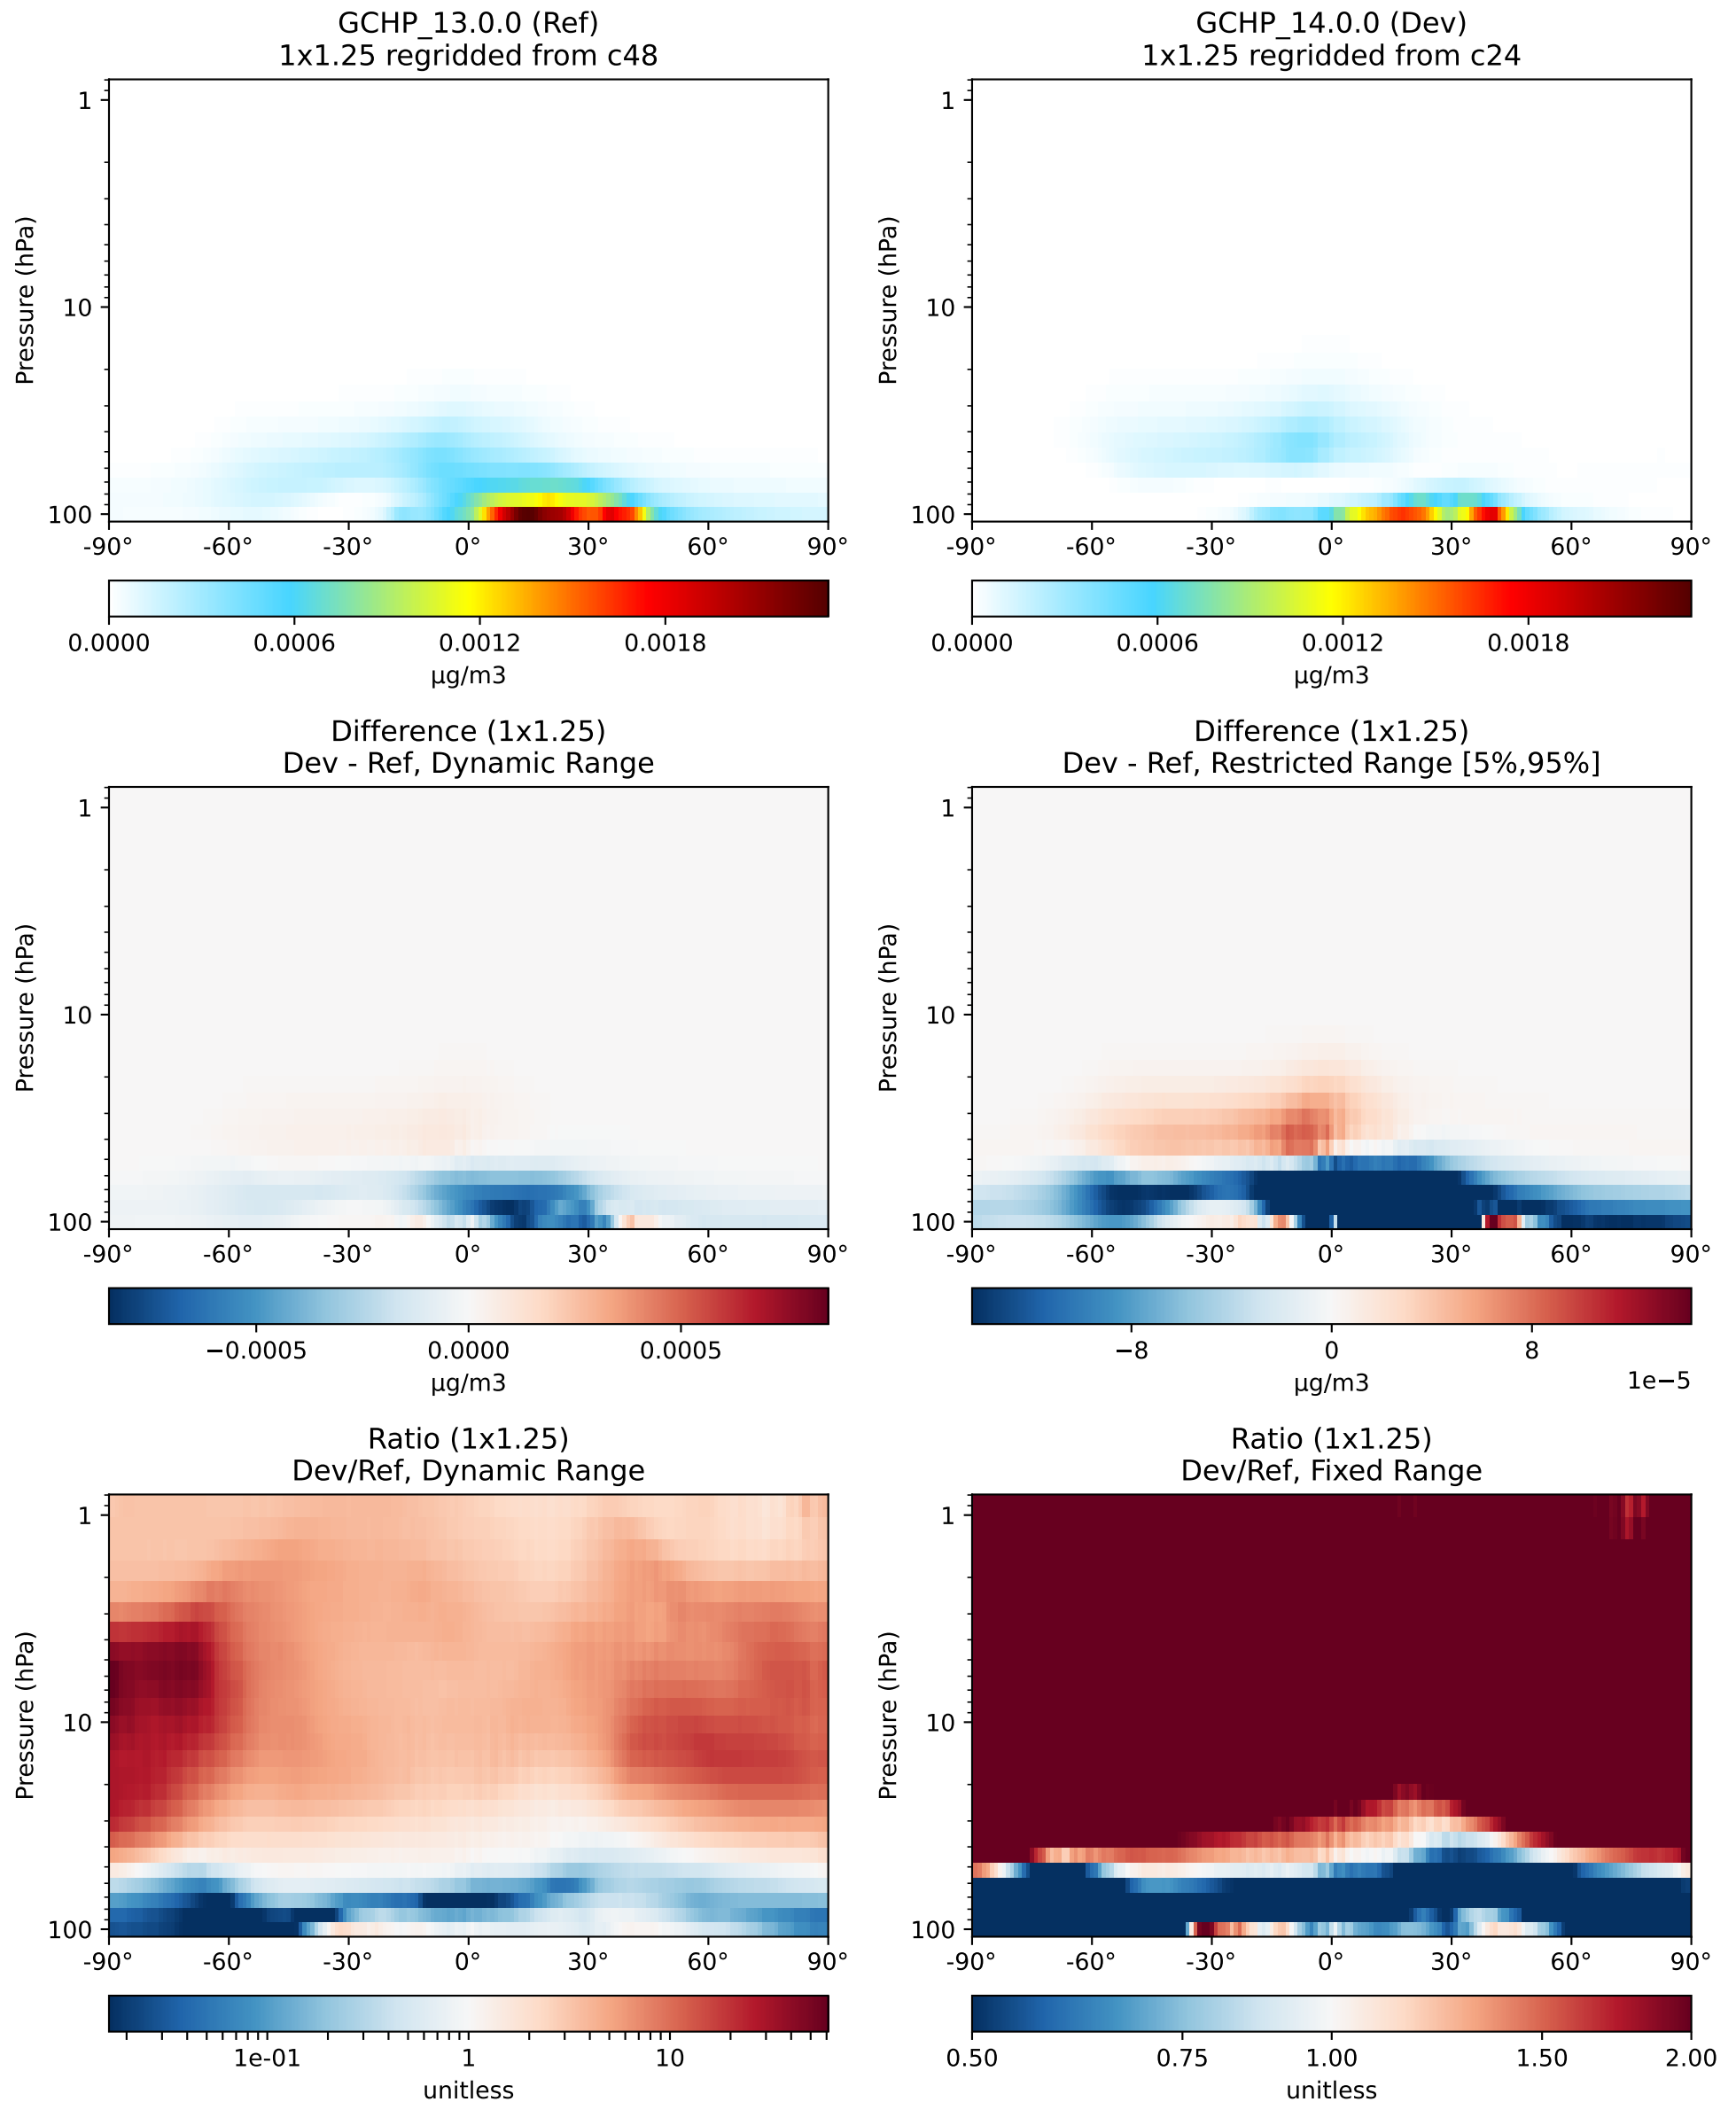 GCHP_13.0.0 (Ref)
1x1.25 regridded from c48
Pressure (hPa)
1
10
100
-90° -60° -30° 0° 30° 60° 90°
0.0000 0.0006 0.0012 0.0018
µg/m3
GCHP_14.0.0 (Dev)
1x1.25 regridded from c24
Pressure (hPa)
1
10
100
-90° -60° -30° 0° 30° 60° 90°
0.0000 0.0006 0.0012 0.0018
µg/m3
Difference (1x1.25)
Dev - Ref, Dynamic Range
Pressure (hPa)
1
10
100
-90° -60° -30° 0° 30° 60° 90°
−0.0005 0.0000 0.0005
µg/m3
Difference (1x1.25)
Dev - Ref, Restricted Range [5%,95%]
Pressure (hPa)
1
10
100
-90° -60° -30° 0° 30° 60° 90°
−8 0 8
µg/m3
1e−5
Ratio (1x1.25)
Dev/Ref, Dynamic Range
Pressure (hPa)
1
10
100
-90° -60° -30° 0° 30° 60° 90°
1e-01 1 10
unitless
Ratio (1x1.25)
Dev/Ref, Fixed Range
Pressure (hPa)
1
10
100
-90° -60° -30° 0° 30° 60° 90°
0.50 0.75 1.00 1.50 2.00
unitless